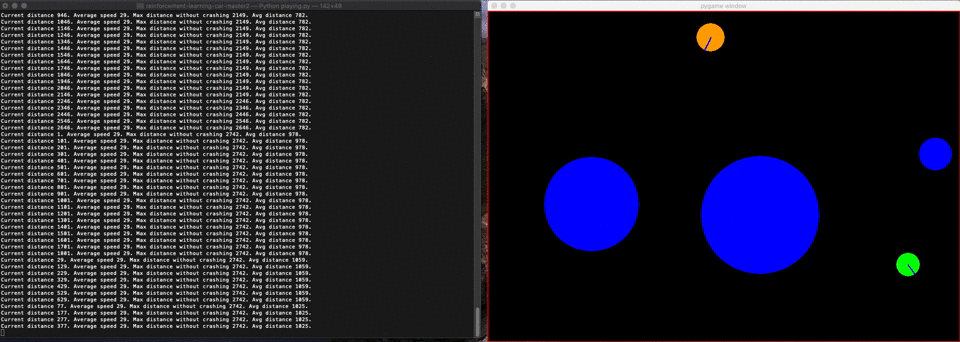 reinforcement-learning-car-master2 — Python playing.py — 142×49
Current distance 946. Average speed 29. Max distance without crashing 2149. Avg distance 782.
Current distance 1046. Average speed 29. Max distance without crashing 2149. Avg distance 782.
Current distance 1146. Average speed 29. Max distance without crashing 2149. Avg distance 782.
Current distance 1246. Average speed 29. Max distance without crashing 2149. Avg distance 782.
Current distance 1346. Average speed 29. Max distance without crashing 2149. Avg distance 782.
Current distance 1446. Average speed 29. Max distance without crashing 2149. Avg distance 782.
Current distance 1546. Average speed 29. Max distance without crashing 2149. Avg distance 782.
Current distance 1646. Average speed 29. Max distance without crashing 2149. Avg distance 782.
Current distance 1746. Average speed 29. Max distance without crashing 2149. Avg distance 782.
Current distance 1846. Average speed 29. Max distance without crashing 2149. Avg distance 782.
Current distance 1946. Average speed 29. Max distance without crashing 2149. Avg distance 782.
Current distance 2046. Average speed 29. Max distance without crashing 2149. Avg distance 782.
Current distance 2146. Average speed 29. Max distance without crashing 2149. Avg distance 782.
Current distance 2246. Average speed 29. Max distance without crashing 2246. Avg distance 782.
Current distance 2346. Average speed 29. Max distance without crashing 2346. Avg distance 782.
Current distance 2446. Average speed 29. Max distance without crashing 2446. Avg distance 782.
Current distance 2546. Average speed 29. Max distance without crashing 2546. Avg distance 782.
Current distance 2646. Average speed 29. Max distance without crashing 2646. Avg distance 782.
Current distance 1. Average speed 29. Max distance without crashing 2742. Avg distance 978.
Current distance 101. Average speed 29. Max distance without crashing 2742. Avg distance 978.
Current distance 201. Average speed 29. Max distance without crashing 2742. Avg distance 978.
Current distance 301. Average speed 29. Max distance without crashing 2742. Avg distance 978.
Current distance 401. Average speed 29. Max distance without crashing 2742. Avg distance 978.
Current distance 501. Average speed 29. Max distance without crashing 2742. Avg distance 978.
Current distance 601. Average speed 29. Max distance without crashing 2742. Avg distance 978.
Current distance 701. Average speed 29. Max distance without crashing 2742. Avg distance 978.
Current distance 801. Average speed 29. Max distance without crashing 2742. Avg distance 978.
Current distance 901. Average speed 29. Max distance without crashing 2742. Avg distance 978.
Current distance 1001. Average speed 29. Max distance without crashing 2742. Avg distance 978.
Current distance 1101. Average speed 29. Max distance without crashing 2742. Avg distance 978.
Current distance 1201. Average speed 29. Max distance without crashing 2742. Avg distance 978.
Current distance 1301. Average speed 29. Max distance without crashing 2742. Avg distance 978.
Current distance 1401. Average speed 29. Max distance without crashing 2742. Avg distance 978.
Current distance 1501. Average speed 29. Max distance without crashing 2742. Avg distance 978.
Current distance 1601. Average speed 29. Max distance without crashing 2742. Avg distance 978.
Current distance 1701. Average speed 29. Max distance without crashing 2742. Avg distance 978.
Current distance 1801. Average speed 29. Max distance without crashing 2742. Avg distance 978.
Current distance 29. Average speed 29. Max distance without crashing 2742. Avg distance 1059.
Current distance 129. Average speed 29. Max distance without crashing 2742. Avg distance 1059.
Current distance 229. Average speed 29. Max distance without crashing 2742. Avg distance 1059.
Current distance 329. Average speed 29. Max distance without crashing 2742. Avg distance 1059.
Current distance 429. Average speed 29. Max distance without crashing 2742. Avg distance 1059.
Current distance 529. Average speed 29. Max distance without crashing 2742. Avg distance 1059.
Current distance 629. Average speed 29. Max distance without crashing 2742. Avg distance 1059.
Current distance 77. Average speed 29. Max distance without crashing 2742. Avg distance 1025.
Current distance 177. Average speed 29. Max distance without crashing 2742. Avg distance 1025.
Current distance 277. Average speed 29. Max distance without crashing 2742. Avg distance 1025.
Current distance 377. Average speed 29. Max distance without crashing 2742. Avg distance 1025.
pygame window